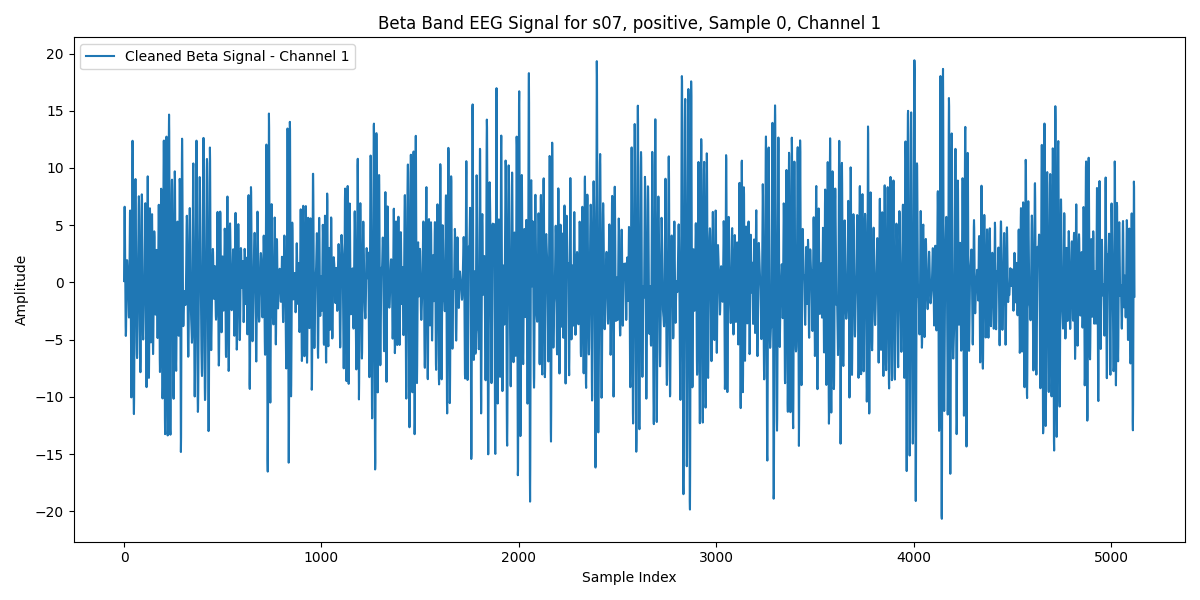 Beta Band EEG Signal for s07, positive, Sample 0, Channel 1
Cleaned Beta Signal - Channel 1
Amplitude
20
15
10
5
0
−5
−10
−15
−20
0 1000 2000 3000 4000 5000
Sample Index